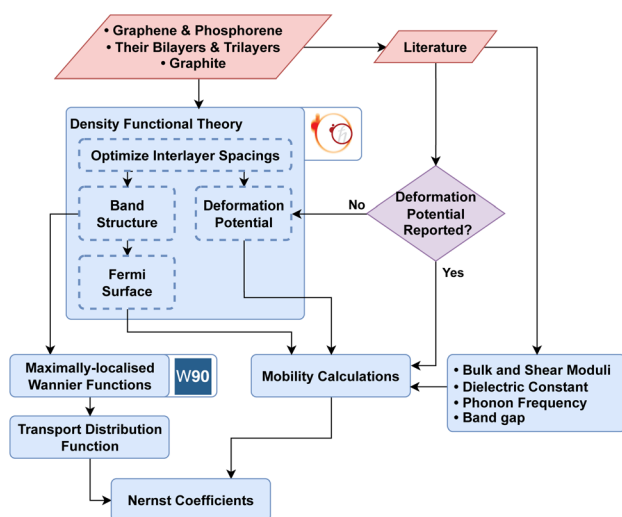 • Graphene & Phosphorene
• Their Bilayers & Trilayers
• Graphite
Literature
Density Functional Theory
Optimize Interlayer Spacings
Band
Structure
Deformation
Potential
Fermi
Surface
No
Deformation
Potential
Reported?
Yes
Maximally-localised
Wannier Functions
W90
Mobility Calculations
• Bulk and Shear Moduli
• Dielectric Constant
• Phonon Frequency
• Band gap
Transport Distribution
Function
Nernst Coefficients